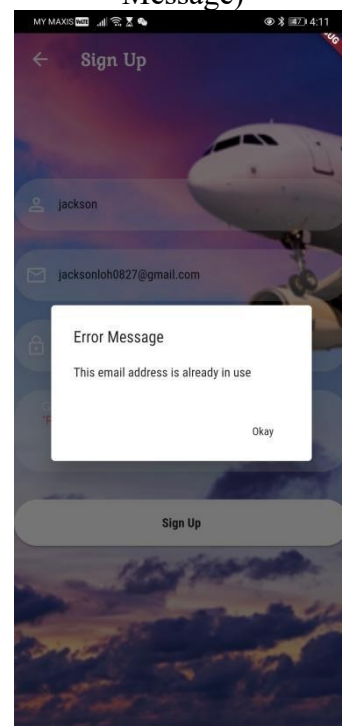 Message)
MY MAXIS 4:11
Sign Up
jackson
jacksonloh0827@gmail.com
Error Message
This email address is already in use
Okay
Sign Up